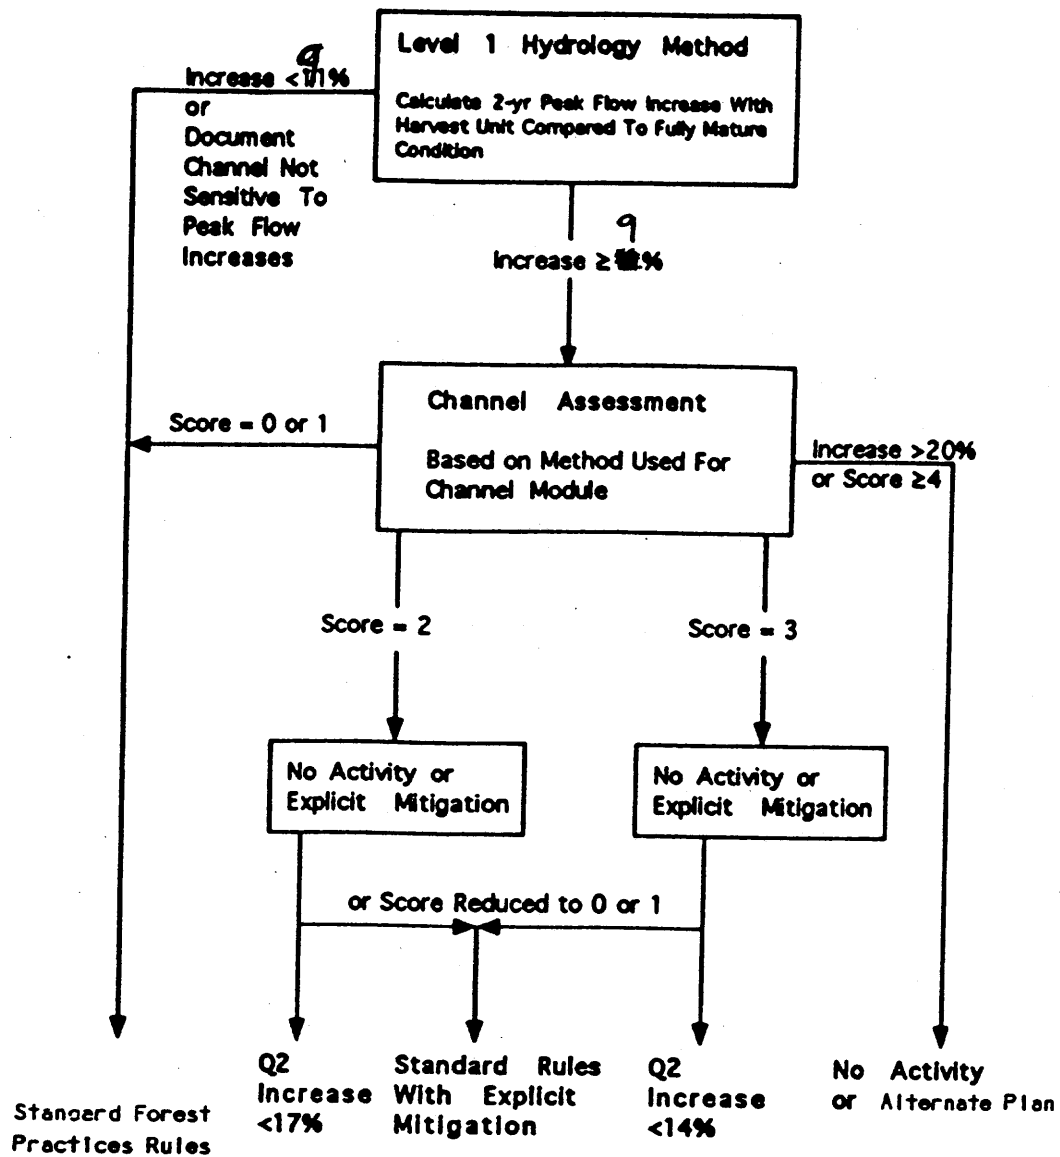 Level 1 Hydrology Method
Calculate 2-yr Peak Flow Increase With
Harvest Unit Compared To Fully Mature
Condition
9
Increase <11%
or
Document
Channel Not
Sensitive To
Peak Flow
Increases
9
Increase ≥ %
Channel Assessment
Based on Method Used For
Channel Module
Score = 0 or 1
Increase >20%
or Score ≥4
Score = 2
Score = 3
No Activity or
Explicit Mitigation
No Activity or
Explicit Mitigation
or Score Reduced to 0 or 1
Standard Forest
Practices Rules
Q2
Increase
<17%
Standard Rules
With Explicit
Mitigation
Q2
Increase
<14%
No Activity
or Alternate Plan